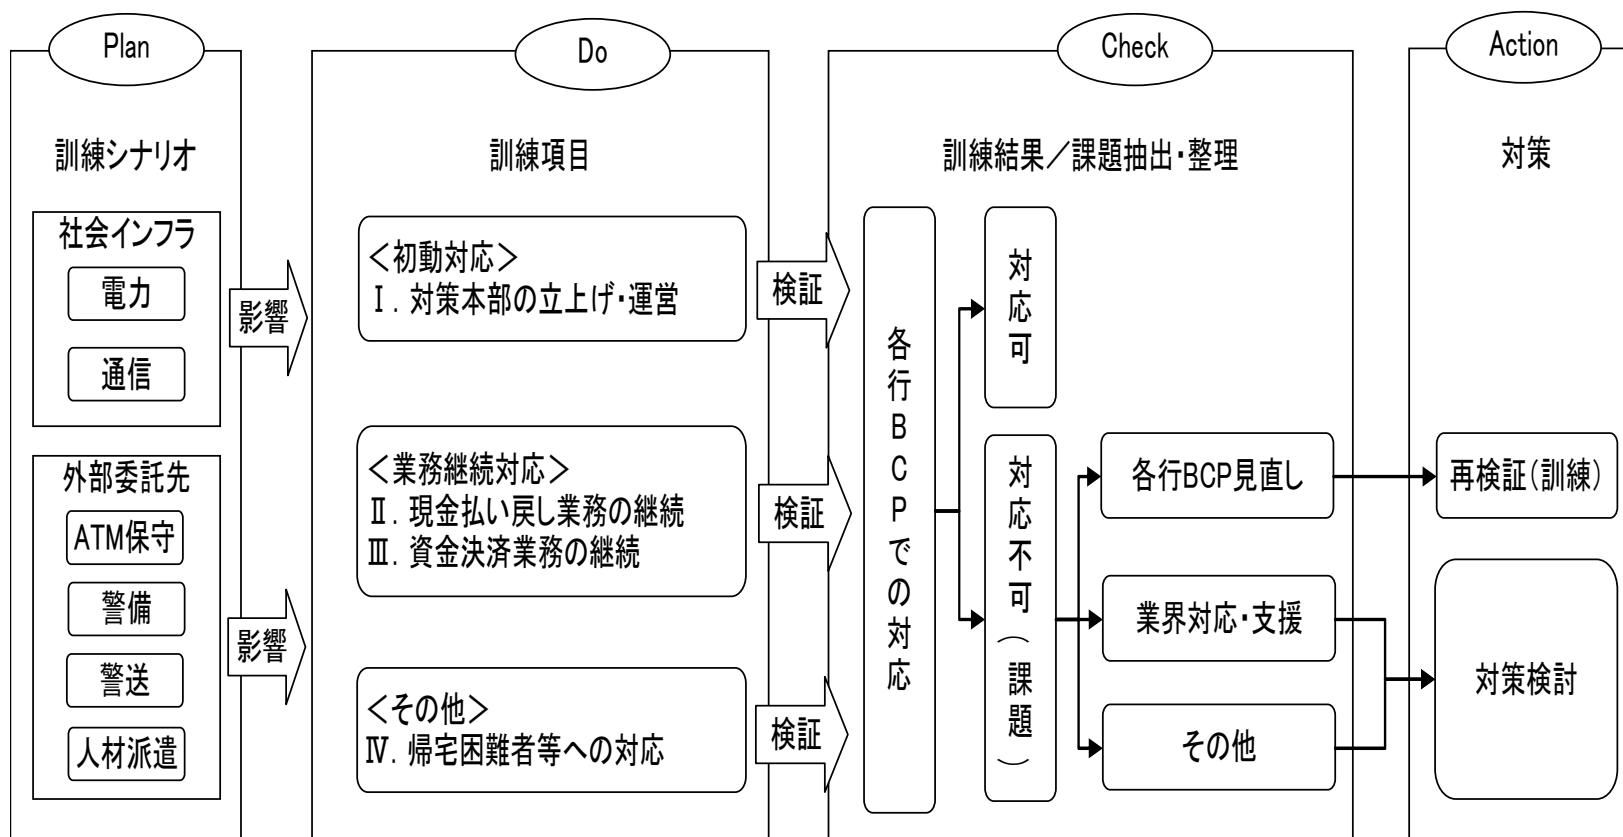 Plan
訓練シナリオ
社会インフラ
電力
通信
外部委託先
ATM保守
警備
警送
人材派遣
影響
影響
Do
訓練項目
<初動対応>
Ⅰ. 対策本部の立上げ・運営
<業務継続対応>
Ⅱ. 現金払い戻し業務の継続
Ⅲ. 資金決済業務の継続
<その他>
Ⅳ. 帰宅困難者等への対応
検証
検証
検証
Check
訓練結果/課題抽出・整理
各行BCPでの対応
対応可
対応不可(課題)
各行BCP見直し
業界対応・支援
その他
Action
対策
再検証(訓練)
対策検討